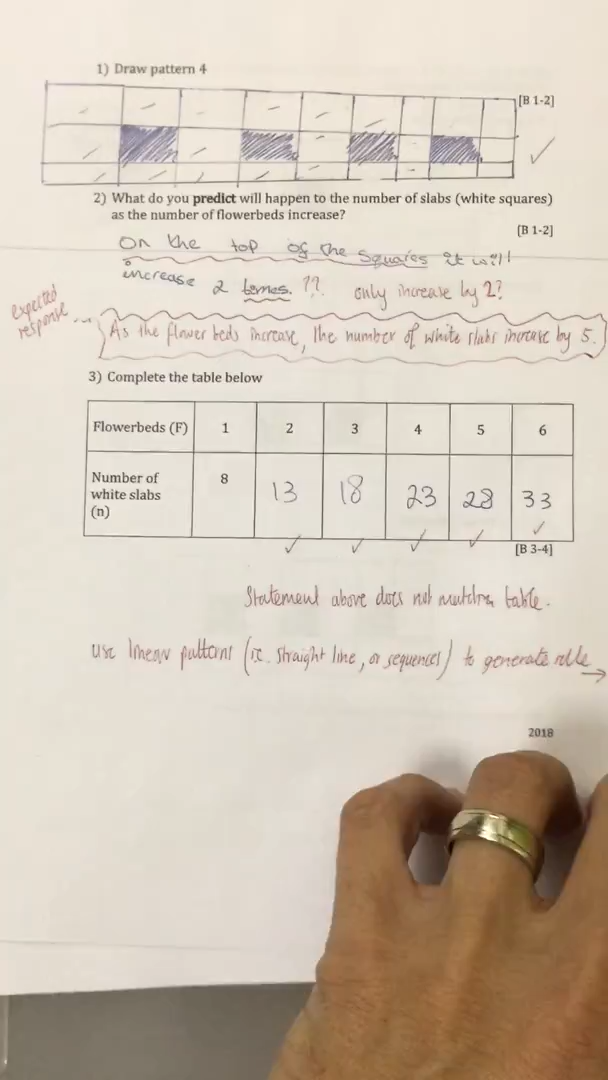 1) Draw pattern 4
[B 1-2]
2) What do you predict will happen to the number of slabs (white squares)
as the number of flowerbeds increase?
[B 1-2]
On the top of the squares it will
increase 2 temes. ?? only increase by 2?
expected
response
As the flower beds increase, the number of white slabs increase by 5.
3) Complete the table below
Flowerbeds (F) 1 2 3 4 5 6
Number of
white slabs
(n)
8 13 18 23 28 33
[B 3-4]
Statement above does not match table.
use linear patterns (ie. straight line, or sequences) to generate rule
2018